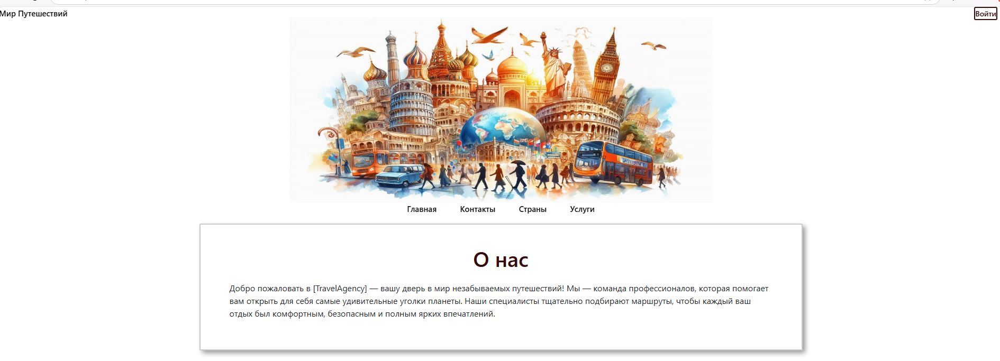 Мир Путешествий
Войти
Главная Контакты Страны Услуги
О нас
Добро пожаловать в [TravelAgency] — вашу дверь в мир незабываемых путешествий! Мы — команда профессионалов, которая помогает
вам открыть для себя самые удивительные уголки планеты. Наши специалисты тщательно подбирают маршруты, чтобы каждый ваш
отдых был комфортным, безопасным и полным ярких впечатлений.